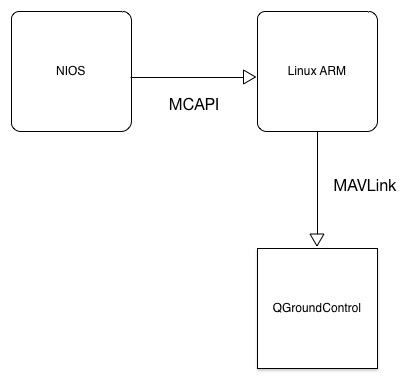 NIOS
Linux ARM
MCAPI
MAVLink
QGroundControl